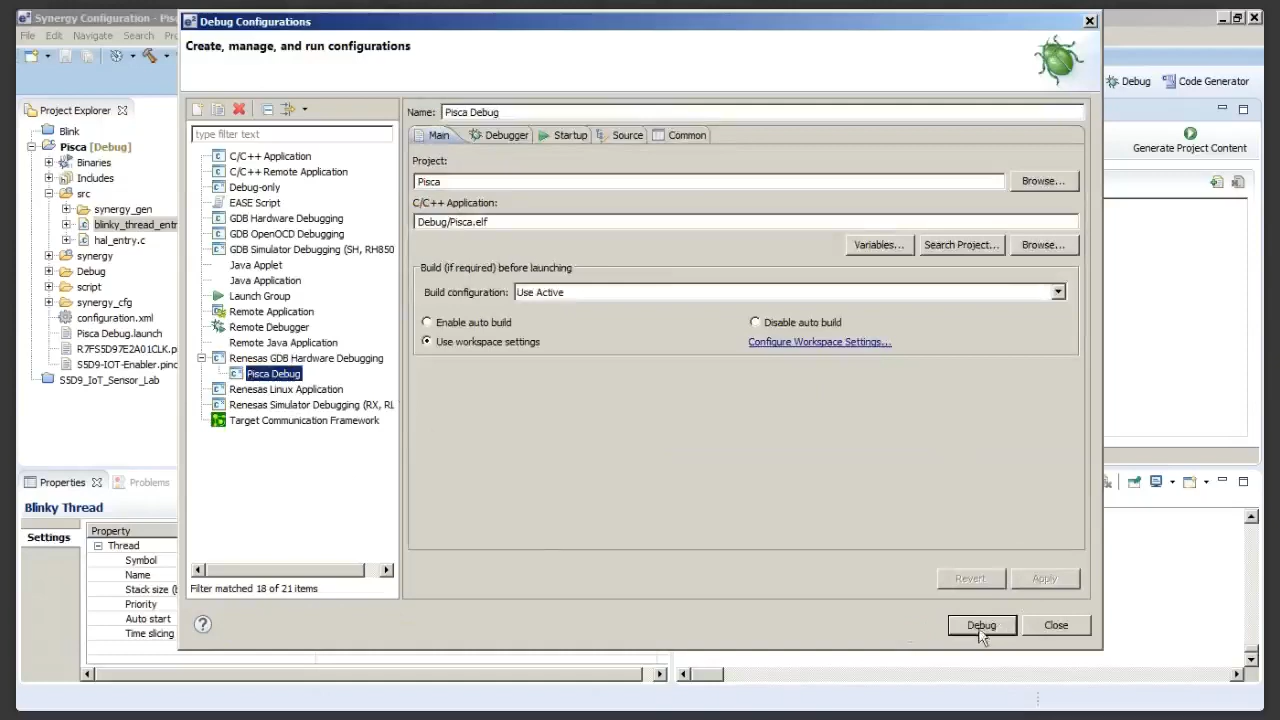 Synergy Configuration - Pis
Debug Configurations
File Edit Navigate Search
Create, manage, and run configurations
Debug
Code Generator
Project Explorer
Name: Pisca Debug
type filter text
Main
Debugger
Startup
Source
Common
Blink
Pisca [Debug]
Binaries
Includes
src
synergy_gen
blinky_thread_entr
hal_entry.c
synergy
Debug
script
synergy_cfg
configuration.xml
Pisca Debug.launch
R7FS5D97E2A01CLK.p
S5D9-IOT-Enabler.pinc
S5D9_IoT_Sensor_Lab
C/C++ Application
C/C++ Remote Application
Debug-only
EASE Script
GDB Hardware Debugging
GDB OpenOCD Debugging
GDB Simulator Debugging (SH, RH850
Java Applet
Java Application
Launch Group
Remote Application
Remote Debugger
Remote Java Application
Renesas GDB Hardware Debugging
Pisca Debug
Renesas Linux Application
Renesas Simulator Debugging (RX, RL
Target Communication Framework
Filter matched 18 of 21 items
Project:
Pisca
Browse...
C/C++ Application:
Debug/Pisca.elf
Variables...
Search Project...
Browse...
Build (if required) before launching
Build configuration: Use Active
Enable auto build
Disable auto build
Use workspace settings
Configure Workspace Settings...
Revert
Apply
Debug
Close
Generate Project Content
Properties
Problems
Blinky Thread
Settings
Property
Thread
Symbol
Name
Stack size (b
Priority
Auto start
Time slicing